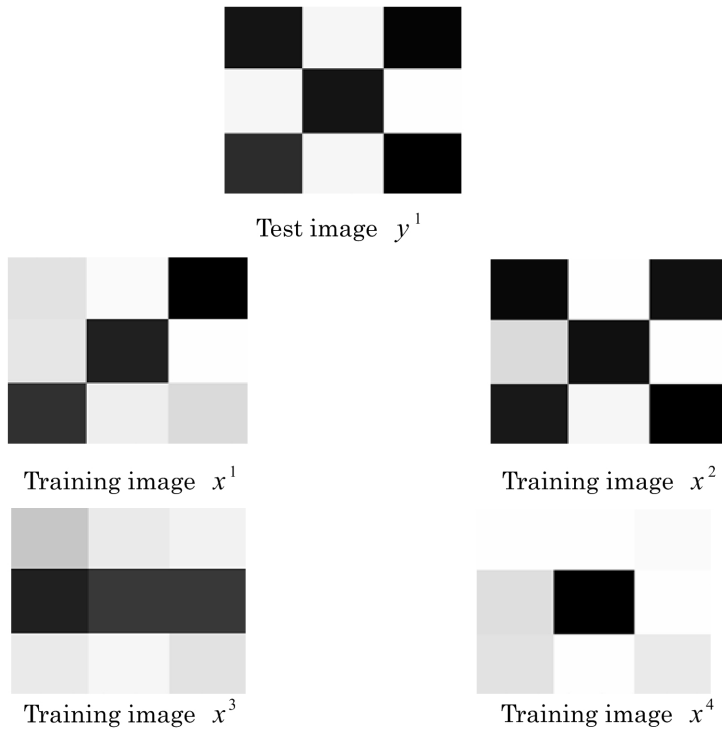 Test image y¹
Training image x¹
Training image x²
Training image x³
Training image x⁴